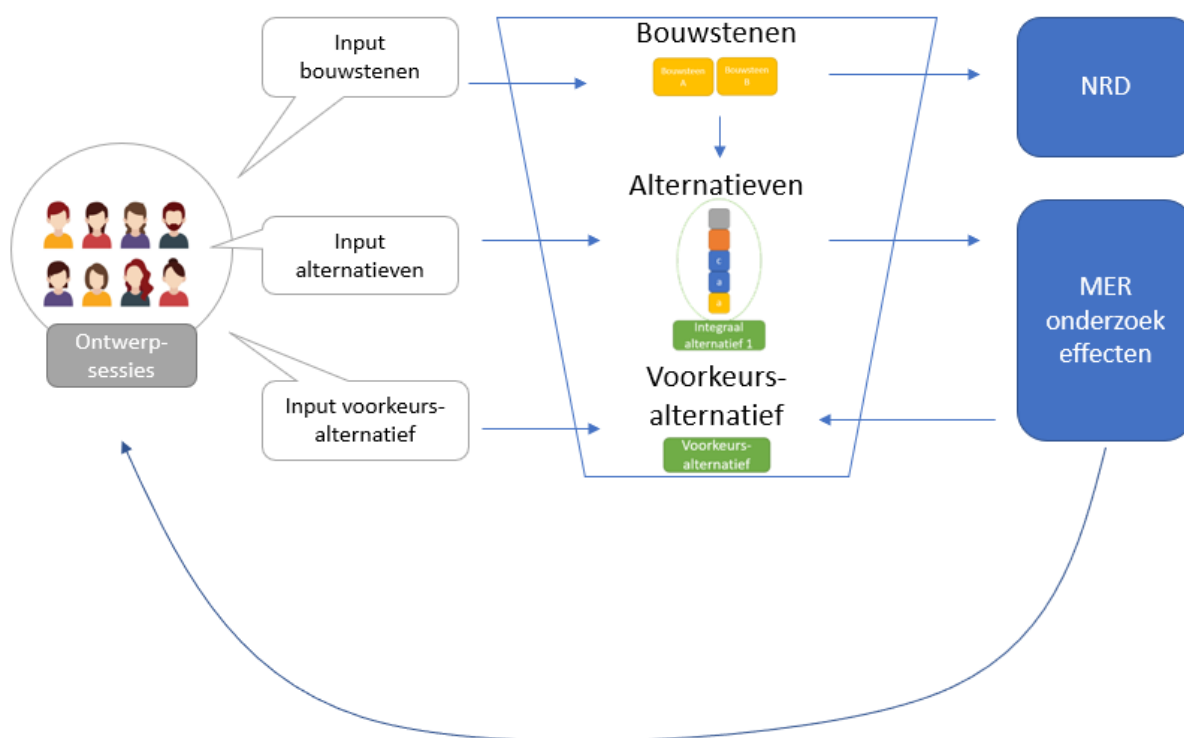 Input
bouwstenen
Input
alternatieven
Input voorkeurs-
alternatief
Ontwerp-
sessies
Bouwstenen
Bouwsteen
A
Bouwsteen
B
Alternatieven
c
a
a
Integraal
alternatief 1
Voorkeurs-
alternatief
Voorkeurs-
alternatief
NRD
MER
onderzoek
effecten